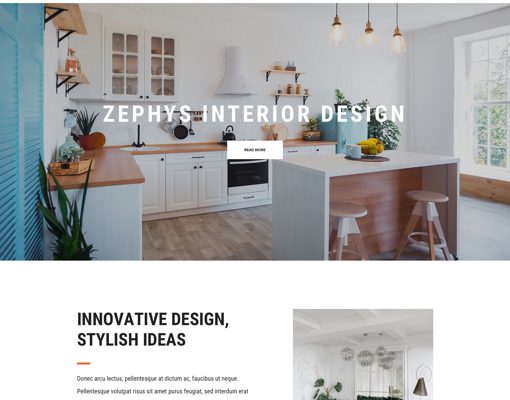 ZEPHYS INTERIOR DESIGN
READ MORE
INNOVATIVE DESIGN,
STYLISH IDEAS
Donec arcu lectus, pellentesque at dictum ac, faucibus ut neque.
Pellentesque volutpat risus sit amet purus feugiat, sed interdum erat